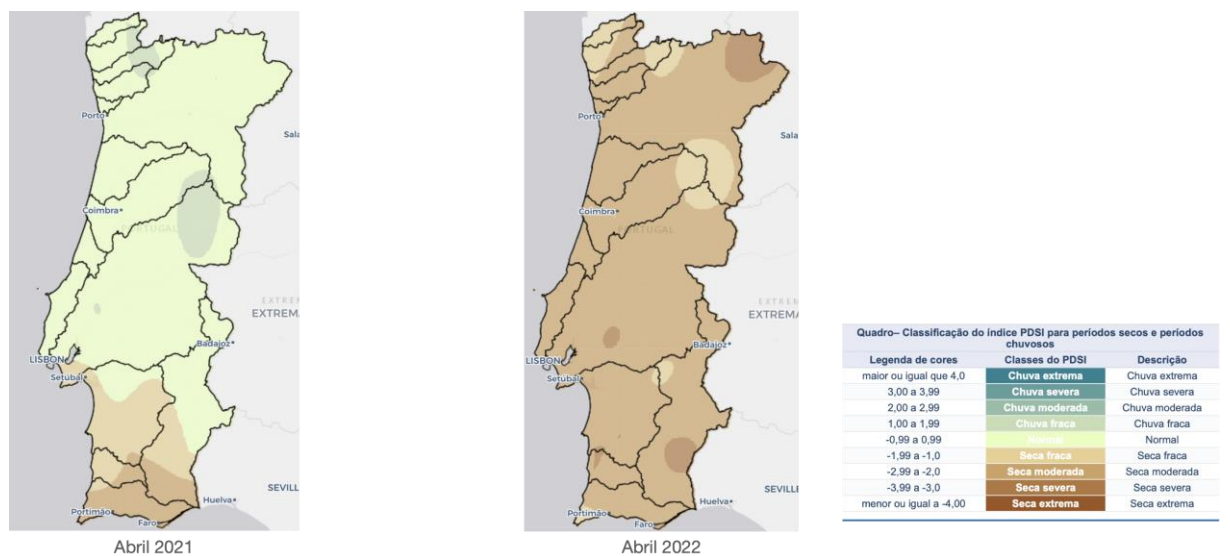 Porto
Sala
Coimbra
PORTUGAL
EXTREM
EXTREMA
Badajoz
LISBON
Setúbal
SEVILLE
Huelva
Portimão
Faro
Abril 2021
Porto
Sala
Coimbra
PORTUGAL
EXTREM
EXTREMA
Badajoz
LISBON
Setúbal
SEVILLE
Huelva
Portimão
Faro
Abril 2022
Quadro– Classificação do índice PDSI para períodos secos e períodos
chuvosos
Legenda de cores Classes do PDSI Descrição
maior ou igual que 4,0 Chuva extrema Chuva extrema
3,00 a 3,99 Chuva severa Chuva severa
2,00 a 2,99 Chuva moderada Chuva moderada
1,00 a 1,99 Chuva fraca Chuva fraca
-0,99 a 0,99 Normal Normal
-1,99 a -1,0 Seca fraca Seca fraca
-2,99 a -2,0 Seca moderada Seca moderada
-3,99 a -3,0 Seca severa Seca severa
menor ou igual a -4,00 Seca extrema Seca extrema